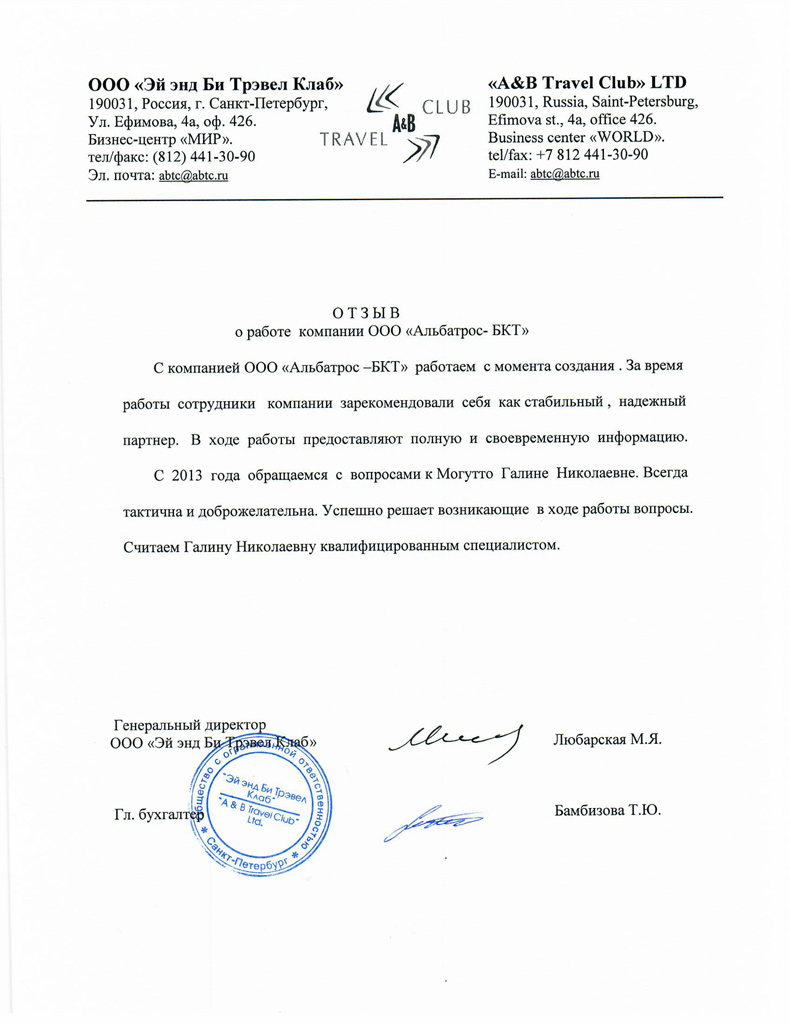 ООО «Эй энд Би Трэвел Клаб»
190031, Россия, г. Санкт-Петербург,
Ул. Ефимова, 4а, оф. 426.
Бизнес-центр «МИР».
тел/факс: (812) 441-30-90
Эл. почта: abtc@abtc.ru
CLUB
A&B
TRAVEL
«A&B Travel Club» LTD
190031, Russia, Saint-Petersburg,
Efimova st., 4a, office 426.
Business center «WORLD».
tel/fax: +7 812 441-30-90
E-mail: abtc@abtc.ru
О Т З Ы В
о работе компании ООО «Альбатрос- БКТ»
С компанией ООО «Альбатрос –БКТ» работаем с момента создания . За время
работы сотрудники компании зарекомендовали себя как стабильный , надежный
партнер. В ходе работы предоставляют полную и своевременную информацию.
С 2013 года обращаемся с вопросами к Могутто Галине Николаевне. Всегда
тактична и доброжелательна. Успешно решает возникающие в ходе работы вопросы.
Считаем Галину Николаевну квалифицированным специалистом.
Генеральный директор
ООО «Эй энд Би Трэвел Клаб»
Любарская М.Я.
Гл. бухгалтер
Бамбизова Т.Ю.
Общество с ограниченной ответственностью
"Эй энд Би Трэвел
Клаб"
"A & B Travel Club"
Ltd.
* Санкт-Петербург *